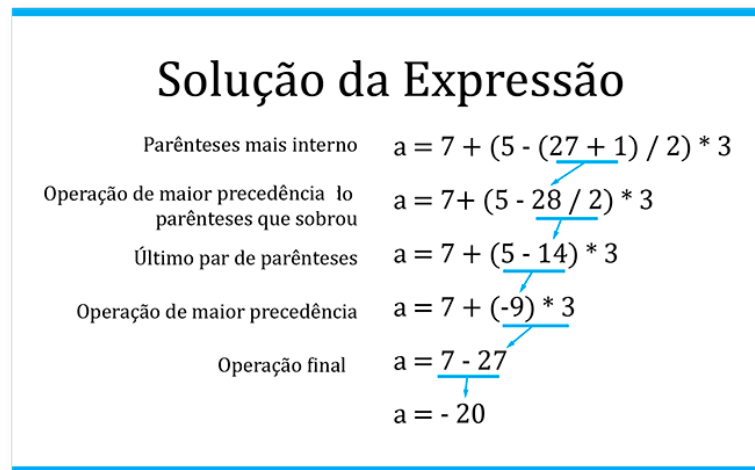 Solução da Expressão
Parênteses mais interno a = 7 + (5 - (27 + 1) / 2) * 3
Operação de maior precedência lo
parênteses que sobrou a = 7+ (5 - 28 / 2) * 3
Último par de parênteses a = 7 + (5 - 14) * 3
Operação de maior precedência a = 7 + (-9) * 3
Operação final a = 7 - 27
a = - 20